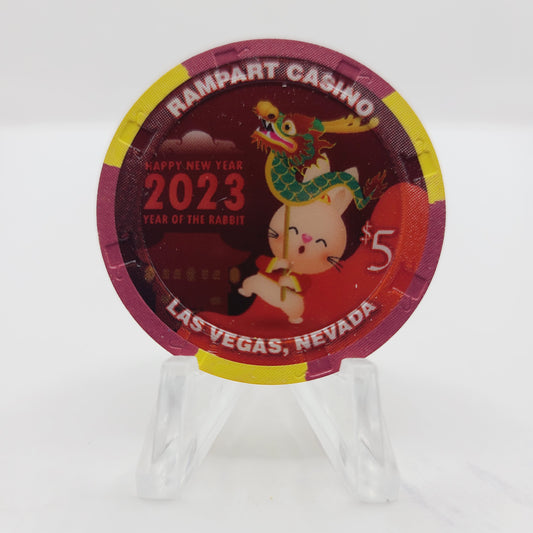 RAMPART CASINO
HAPPY NEW YEAR
2023
YEAR OF THE RABBIT
$5
LAS VEGAS, NEVADA